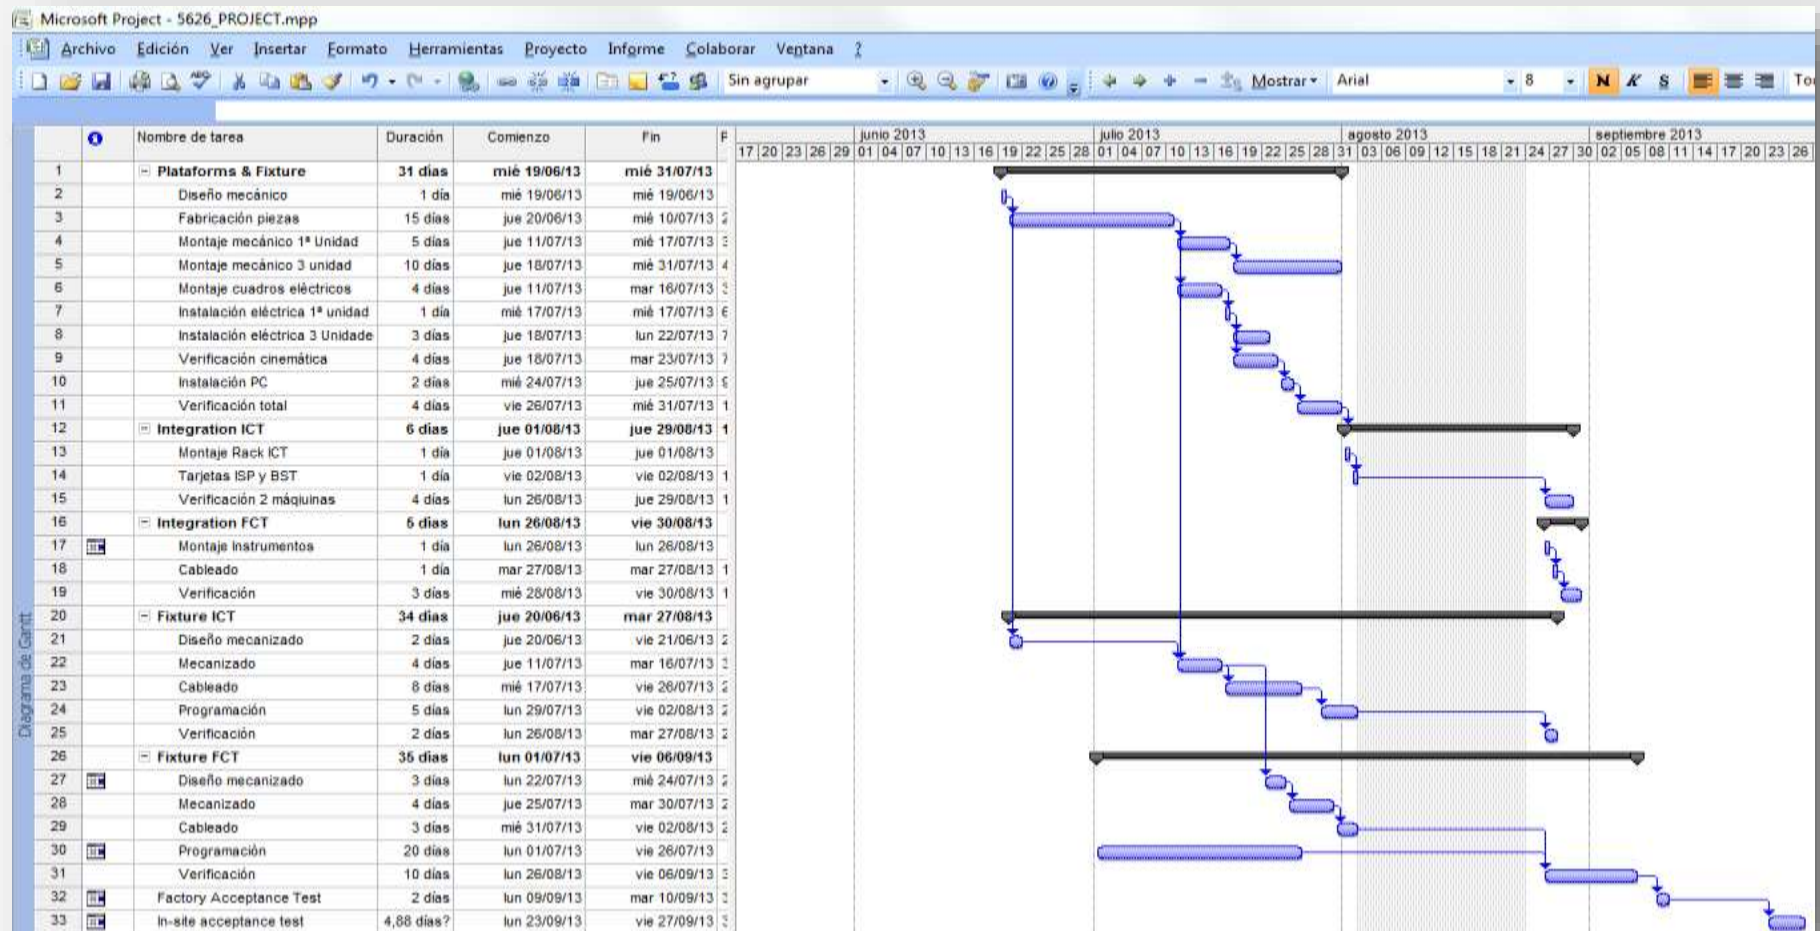 Microsoft Project - 5626_PROJECT.mpp
Archivo Edición Ver Insertar Formato Herramientas Proyecto Informe Colaborar Ventana ?
Sin agrupar Mostrar Arial 8 N K S
Nombre de tarea Duración Comienzo Fin junio 2013 julio 2013 agosto 2013 septiembre 2013
17 20 23 26 29 01 04 07 10 13 16 19 22 25 28 01 04 07 10 13 16 19 22 25 28 31 03 06 09 12 15 18 21 24 27 30 02 05 08 11 14 17 20 23 26
1 Plataforms & Fixture 31 días mié 19/06/13 mié 31/07/13
2 Diseño mecánico 1 día mié 19/06/13 mié 19/06/13
3 Fabricación piezas 15 días jue 20/06/13 mié 10/07/13 2
4 Montaje mecánico 1ª Unidad 5 días jue 11/07/13 mié 17/07/13 3
5 Montaje mecánico 3 unidad 10 días jue 18/07/13 mié 31/07/13 4
6 Montaje cuadros eléctricos 4 días jue 11/07/13 mar 16/07/13
7 Instalación eléctrica 1ª unidad 1 día mié 17/07/13 mié 17/07/13 6
8 Instalación eléctrica 3 Unidade 3 días jue 18/07/13 lun 22/07/13 7
9 Verificación cinemática 4 días jue 18/07/13 mar 23/07/13 7
10 Instalación PC 2 días mié 24/07/13 jue 25/07/13
11 Verificación total 4 días vie 26/07/13 mié 31/07/13 1
12 Integration ICT 6 días jue 01/08/13 jue 29/08/13 1
13 Montaje Rack ICT 1 día jue 01/08/13 jue 01/08/13
14 Tarjetas ISP y BST 1 día vie 02/08/13 vie 02/08/13 1
15 Verificación 2 máqiuinas 4 días lun 26/08/13 jue 29/08/13 1
16 Integration FCT 5 días lun 26/08/13 vie 30/08/13
17 Montaje Instrumentos 1 día lun 26/08/13 lun 26/08/13
18 Cableado 1 día mar 27/08/13 mar 27/08/13 1
19 Verificación 3 días mié 28/08/13 vie 30/08/13 1
20 Fixture ICT 34 días jue 20/06/13 mar 27/08/13
21 Diseño mecanizado 2 días jue 20/06/13 vie 21/06/13 2
22 Mecanizado 4 días jue 11/07/13 mar 16/07/13
23 Cableado 8 días mié 17/07/13 vie 26/07/13 2
24 Programación 5 días lun 29/07/13 vie 02/08/13 2
25 Verificación 2 días lun 26/08/13 mar 27/08/13 2
26 Fixture FCT 35 días lun 01/07/13 vie 06/09/13
27 Diseño mecanizado 3 días lun 22/07/13 mié 24/07/13 2
28 Mecanizado 4 días jue 25/07/13 mar 30/07/13 2
29 Cableado 3 días mié 31/07/13 vie 02/08/13 2
30 Programación 20 días lun 01/07/13 vie 26/07/13
31 Verificación 10 días lun 26/08/13 vie 06/09/13
32 Factory Acceptance Test 2 días lun 09/09/13 mar 10/09/13
33 In-site acceptance test 4,88 días? lun 23/09/13 vie 27/09/13
Diagrama de Gantt